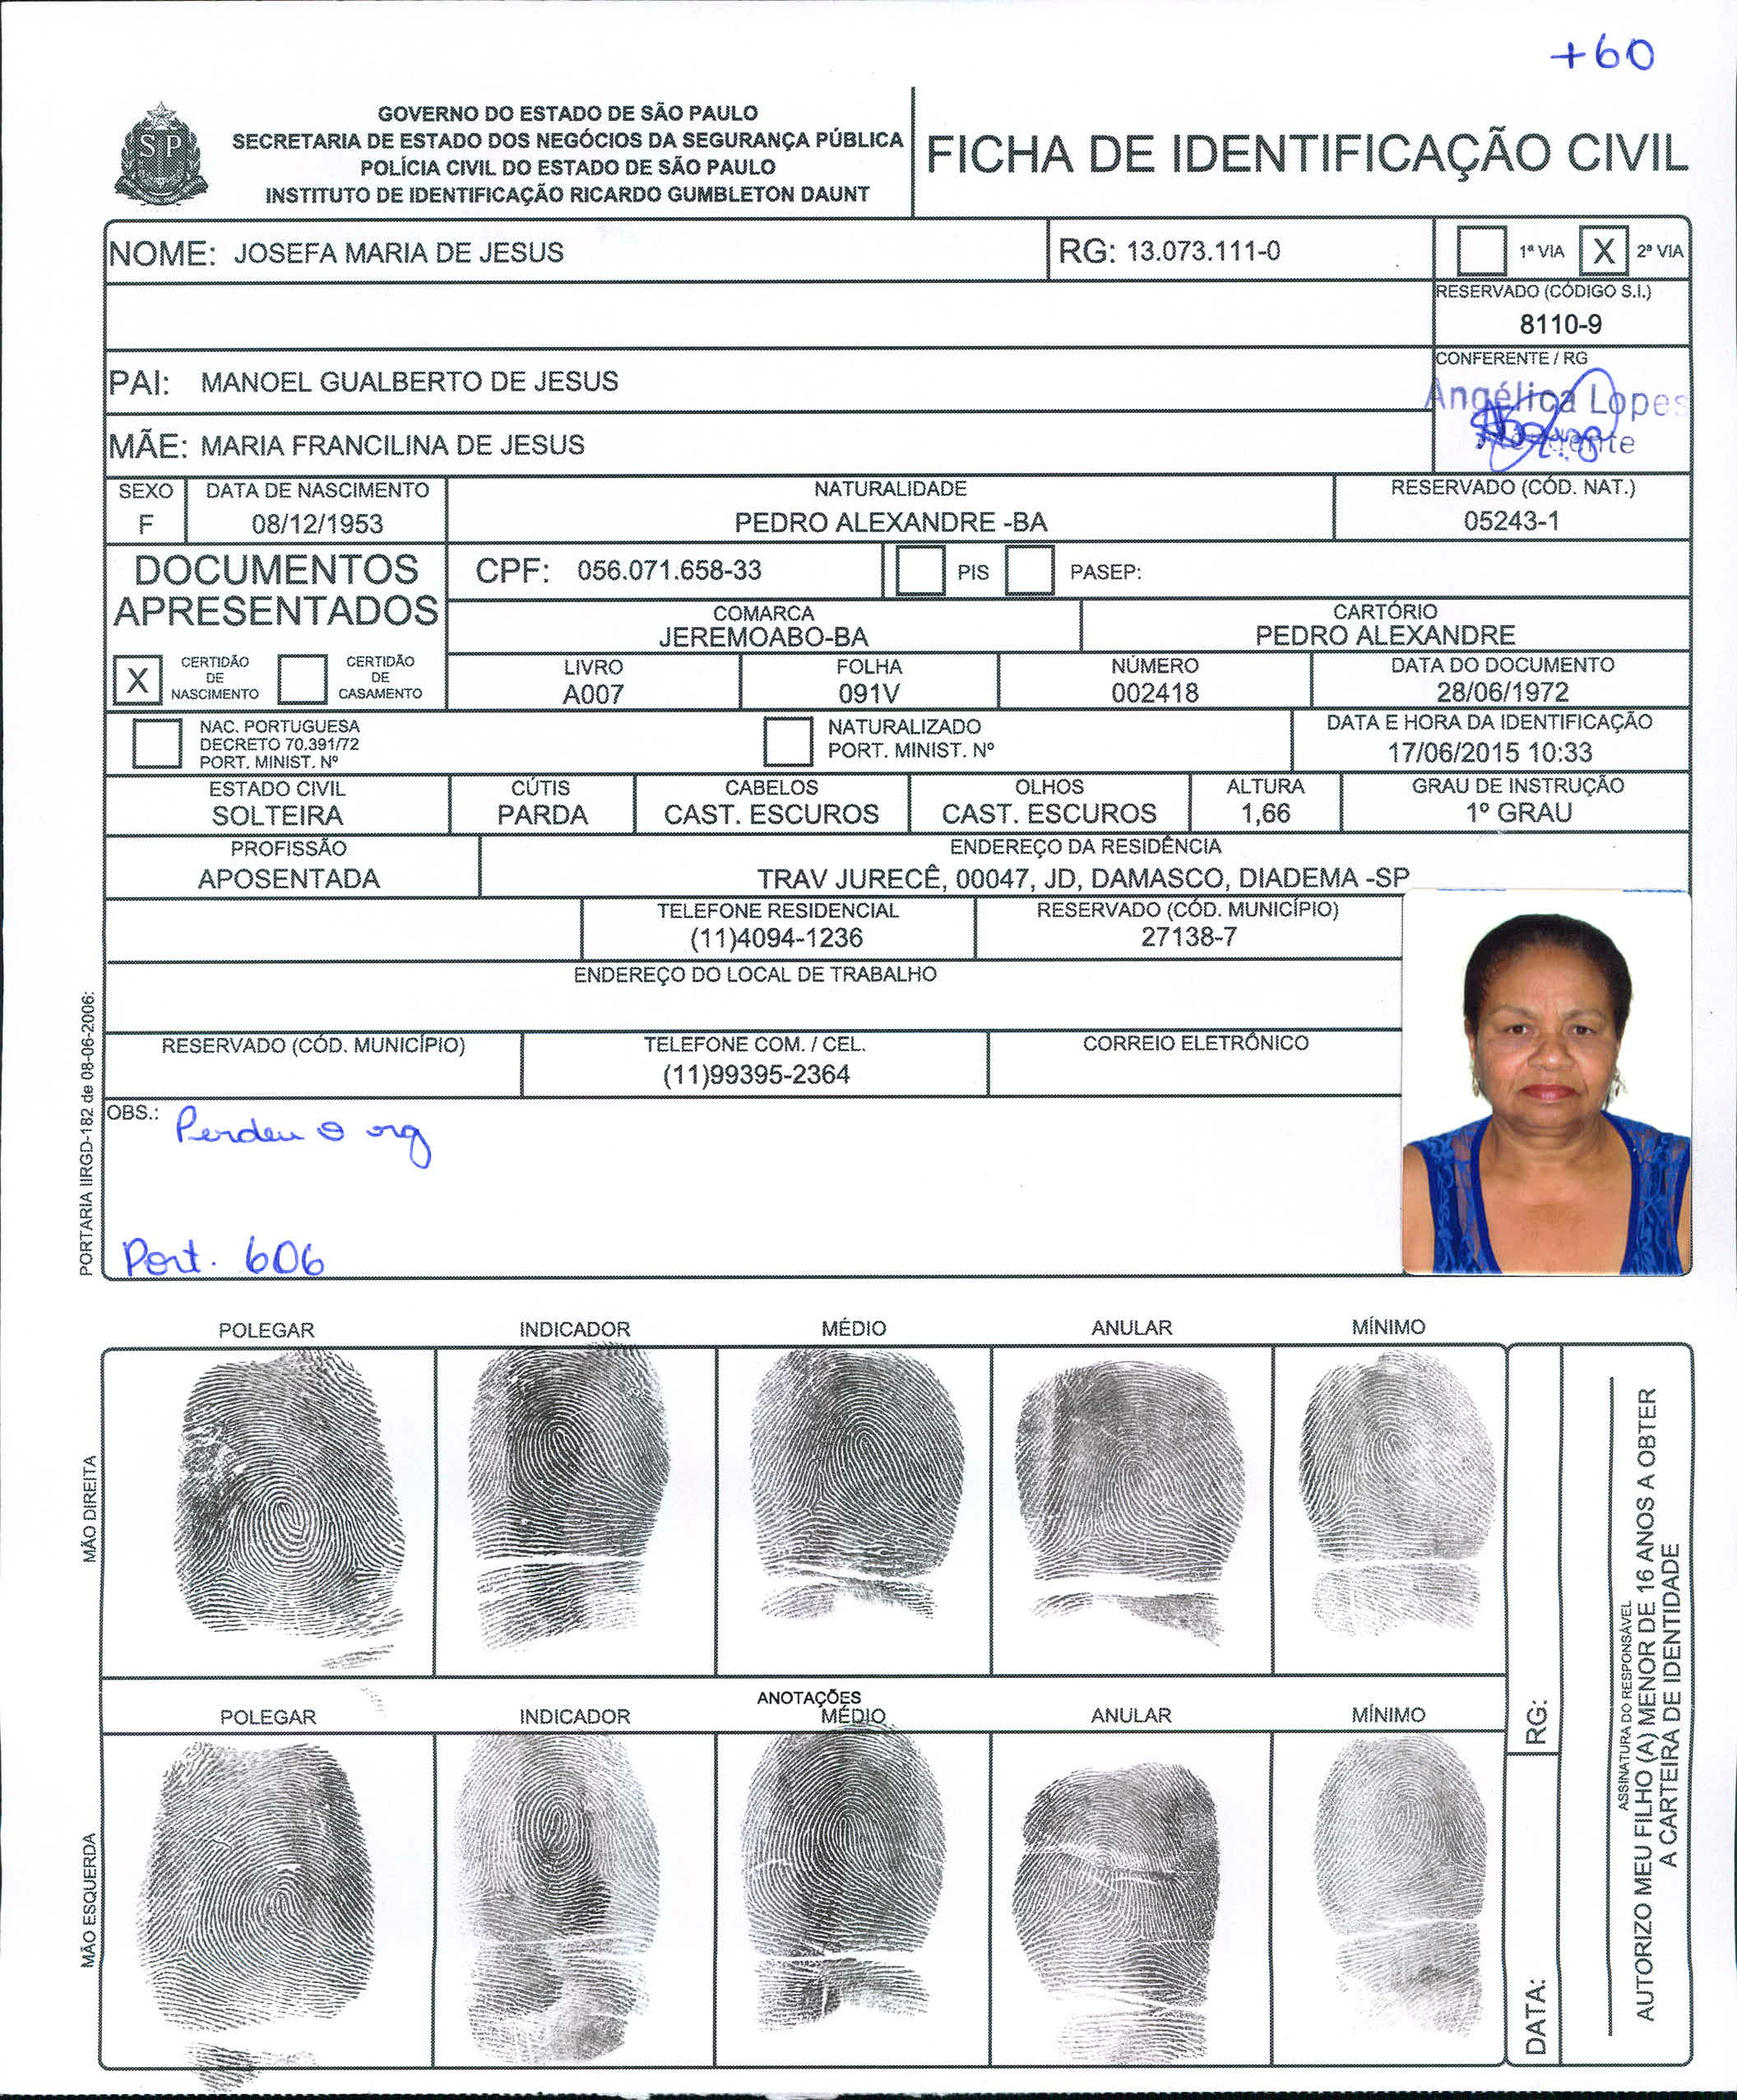 +60
GOVERNO DO ESTADO DE SÃO PAULO
SECRETARIA DE ESTADO DOS NEGÓCIOS DA SEGURANÇA PÚBLICA
POLÍCIA CIVIL DO ESTADO DE SÃO PAULO
INSTITUTO DE IDENTIFICAÇÃO RICARDO GUMBLETON DAUNT
SP
FICHA DE IDENTIFICAÇÃO CIVIL
NOME: JOSEFA MARIA DE JESUS
RG: 13.073.111-0
1ª VIA X 2ª VIA
RESERVADO (CÓDIGO S.I.)
8110-9
PAI: MANOEL GUALBERTO DE JESUS
CONFERENTE / RG
Angélica Lopes
MÃE: MARIA FRANCILINA DE JESUS
SEXO
F
DATA DE NASCIMENTO
08/12/1953
NATURALIDADE
PEDRO ALEXANDRE -BA
RESERVADO (CÓD. NAT.)
05243-1
DOCUMENTOS
APRESENTADOS
CPF: 056.071.658-33
PIS
PASEP:
COMARCA
JEREMOABO-BA
CARTÓRIO
PEDRO ALEXANDRE
X
CERTIDÃO
DE
NASCIMENTO
CERTIDÃO
DE
CASAMENTO
LIVRO
A007
FOLHA
091V
NÚMERO
002418
DATA DO DOCUMENTO
28/06/1972
NAC. PORTUGUESA
DECRETO 70.391/72
PORT. MINIST. Nº
NATURALIZADO
PORT. MINIST. Nº
DATA E HORA DA IDENTIFICAÇÃO
17/06/2015 10:33
ESTADO CIVIL
SOLTEIRA
CÚTIS
PARDA
CABELOS
CAST. ESCUROS
OLHOS
CAST. ESCUROS
ALTURA
1,66
GRAU DE INSTRUÇÃO
1º GRAU
PROFISSÃO
APOSENTADA
ENDEREÇO DA RESIDÊNCIA
TRAV JURECÊ, 00047, JD, DAMASCO, DIADEMA -SP
TELEFONE RESIDENCIAL
(11)4094-1236
RESERVADO (CÓD. MUNICÍPIO)
27138-7
ENDEREÇO DO LOCAL DE TRABALHO
RESERVADO (CÓD. MUNICÍPIO)
TELEFONE COM. / CEL.
(11)99395-2364
CORREIO ELETRÔNICO
OBS.: Perdeu o org
Port. 606
PORTARIA IIRGD-182 de 08-06-2006:
POLEGAR INDICADOR MÉDIO ANULAR MÍNIMO
MÃO DIREITA
ANOTAÇÕES
POLEGAR INDICADOR MÉDIO ANULAR MÍNIMO
MÃO ESQUERDA
RG:
DATA:
ASSINATURA DO RESPONSÁVEL
AUTORIZO MEU FILHO (A) MENOR DE 16 ANOS A OBTER
A CARTEIRA DE IDENTIDADE